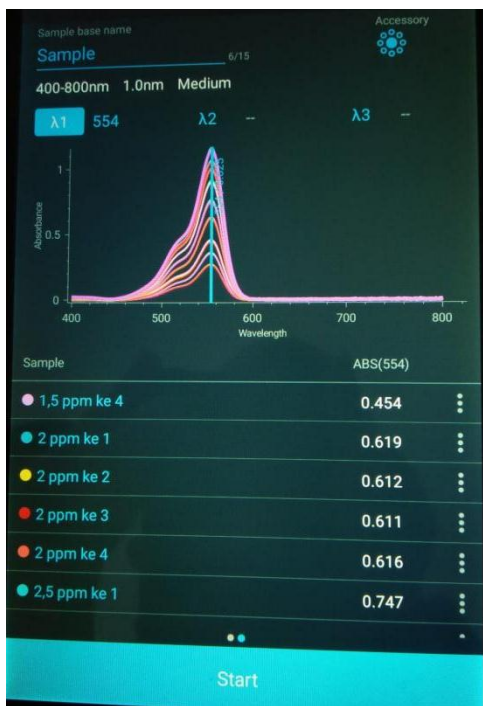 Sample base name
Accessory
Sample
6/15
400-800nm 1.0nm Medium
λ1 554 λ2 -- λ3 --
Absorbance
1
0.5
0
400 500 600 700 800
Wavelength
Sample ABS(554)
1,5 ppm ke 4 0.454
2 ppm ke 1 0.619
2 ppm ke 2 0.612
2 ppm ke 3 0.611
2 ppm ke 4 0.616
2,5 ppm ke 1 0.747
Start